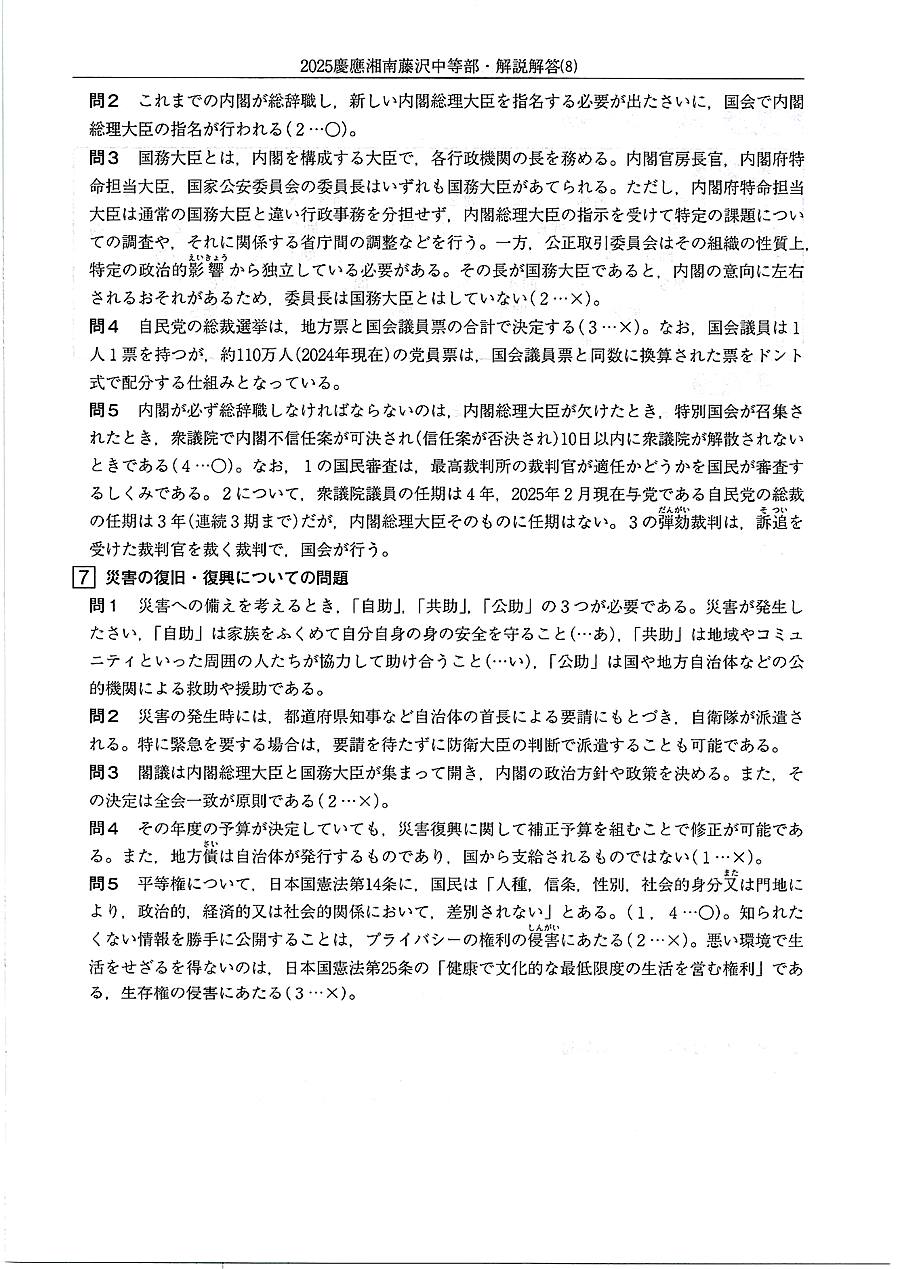 2025慶應湘南藤沢中等部・解説解答(8)
問2 これまでの内閣が総辞職し，新しい内閣総理大臣を指名する必要が出たさいに，国会で内閣
総理大臣の指名が行われる(2…○)。
問3 国務大臣とは，内閣を構成する大臣で，各行政機関の長を務める。内閣官房長官，内閣府特
命担当大臣，国家公安委員会の委員長はいずれも国務大臣があてられる。ただし，内閣府特命担当
大臣は通常の国務大臣と違い行政事務を分担せず，内閣総理大臣の指示を受けて特定の課題につい
ての調査や，それに関係する省庁間の調整などを行う。一方，公正取引委員会はその組織の性質上，
特定の政治的影響から独立している必要がある。その長が国務大臣であると，内閣の意向に左右
されるおそれがあるため，委員長は国務大臣とはしていない(2…×)。
問4 自民党の総裁選挙は，地方票と国会議員票の合計で決定する(3…×)。なお，国会議員は1
人1票を持つが，約110万人(2024年現在)の党員票は，国会議員票と同数に換算された票をドント
式で配分する仕組みとなっている。
問5 内閣が必ず総辞職しなければならないのは，内閣総理大臣が欠けたとき，特別国会が召集さ
れたとき，衆議院で内閣不信任案が可決され(信任案が否決され)10日以内に衆議院が解散されない
ときである(4…○)。なお，1の国民審査は，最高裁判所の裁判官が適任かどうかを国民が審査す
るしくみである。2について，衆議院議員の任期は4年，2025年2月現在与党である自民党の総裁
の任期は3年(連続3期まで)だが，内閣総理大臣そのものに任期はない。3の弾劾裁判は，訴追を
受けた裁判官を裁く裁判で，国会が行う。
7 災害の復旧・復興についての問題
問1 災害への備えを考えるとき，「自助」，「共助」，「公助」の3つが必要である。災害が発生し
たさい，「自助」は家族をふくめて自分自身の身の安全を守ること(…あ)，「共助」は地域やコミュ
ニティといった周囲の人たちが協力して助け合うこと(…い)，「公助」は国や地方自治体などの公
的機関による救助や援助である。
問2 災害の発生時には，都道府県知事など自治体の首長による要請にもとづき，自衛隊が派遣さ
れる。特に緊急を要する場合は，要請を待たずに防衛大臣の判断で派遣することも可能である。
問3 閣議は内閣総理大臣と国務大臣が集まって開き，内閣の政治方針や政策を決める。また，そ
の決定は全会一致が原則である(2…×)。
問4 その年度の予算が決定していても，災害復興に関して補正予算を組むことで修正が可能であ
る。また，地方債は自治体が発行するものであり，国から支給されるものではない(1…×)。
問5 平等権について，日本国憲法第14条に，国民は「人種，信条，性別，社会的身分又は門地に
より，政治的，経済的又は社会的関係において，差別されない」とある。(1，4…○)。知られた
くない情報を勝手に公開することは，プライバシーの権利の侵害にあたる(2…×)。悪い環境で生
活をせざるを得ないのは，日本国憲法第25条の「健康で文化的な最低限度の生活を営む権利」であ
る，生存権の侵害にあたる(3…×)。